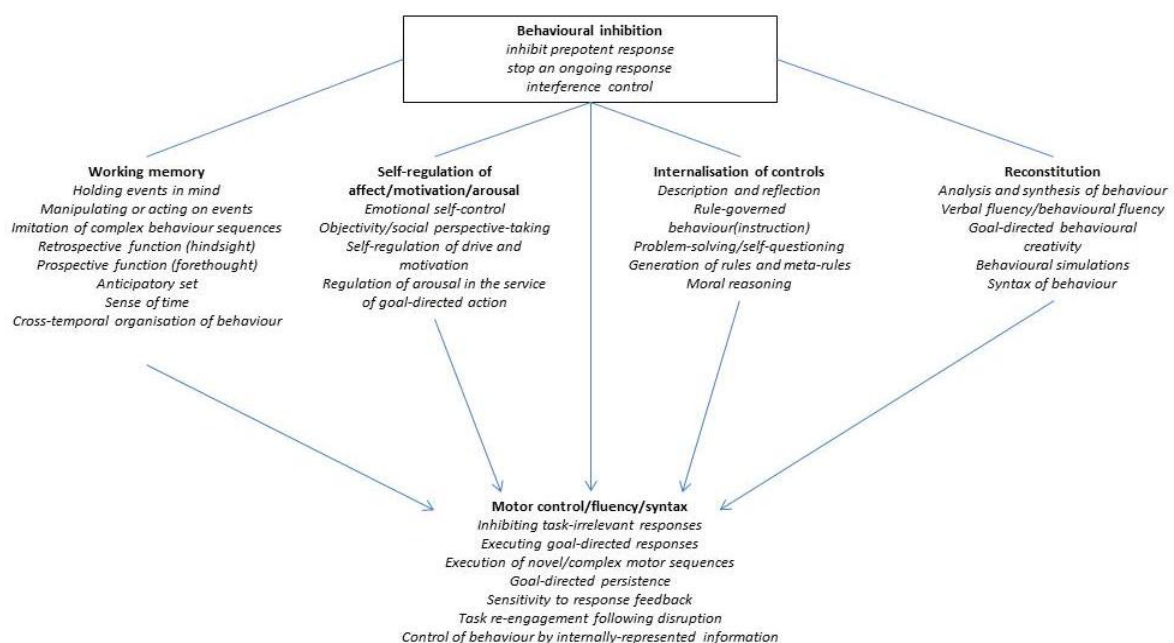 Behavioural inhibition
inhibit prepotent response
stop an ongoing response
interference control
Working memory
Holding events in mind
Manipulating or acting on events
Imitation of complex behaviour sequences
Retrospective function (hindsight)
Prospective function (forethought)
Anticipatory set
Sense of time
Cross-temporal organisation of behaviour
Self-regulation of
affect/motivation/arousal
Emotional self-control
Objectivity/social perspective-taking
Self-regulation of drive and
motivation
Regulation of arousal in the service
of goal-directed action
Internalisation of controls
Description and reflection
Rule-governed
behaviour(instruction)
Problem-solving/self-questioning
Generation of rules and meta-rules
Moral reasoning
Reconstitution
Analysis and synthesis of behaviour
Verbal fluency/behavioural fluency
Goal-directed behavioural
creativity
Behavioural simulations
Syntax of behaviour
Motor control/fluency/syntax
Inhibiting task-irrelevant responses
Executing goal-directed responses
Execution of novel/complex motor sequences
Goal-directed persistence
Sensitivity to response feedback
Task re-engagement following disruption
Control of behaviour by internally-represented information